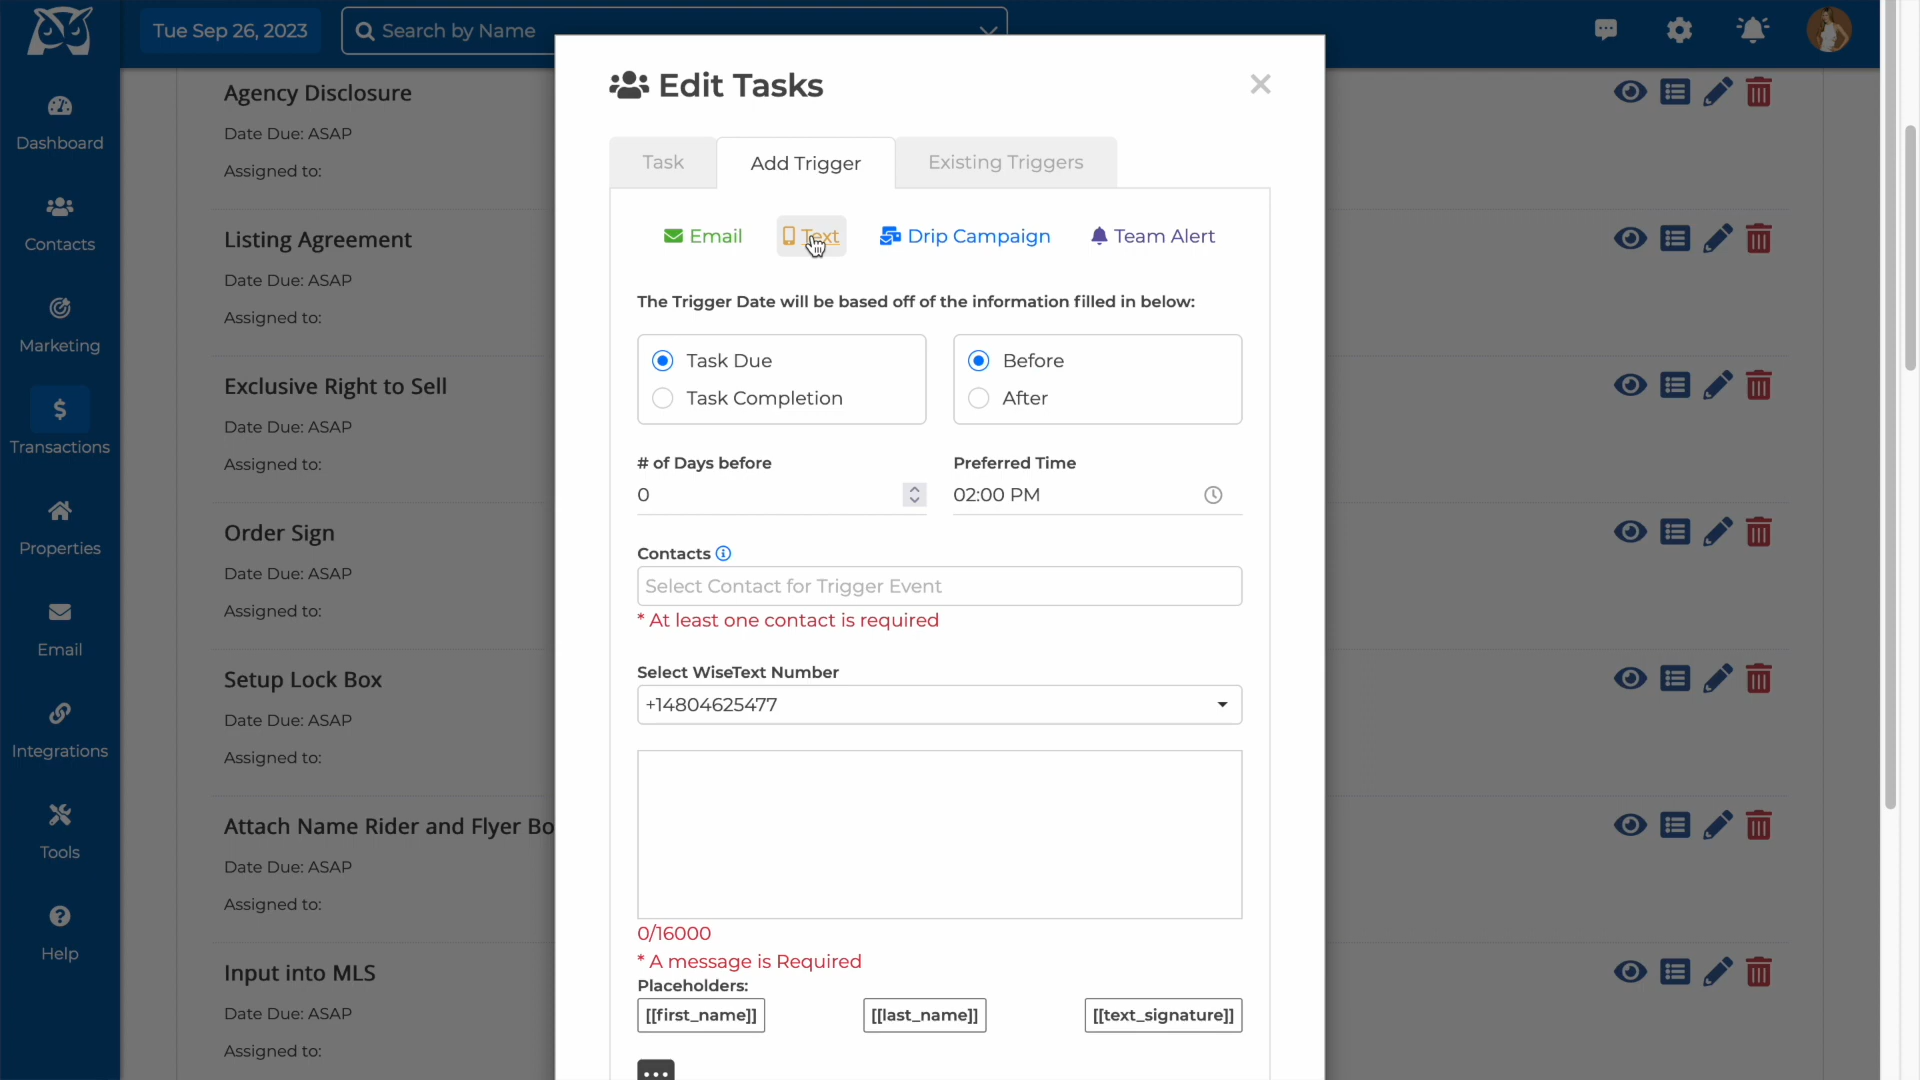 Tue Sep 26, 2023
Search by Name
Dashboard
Contacts
Marketing
$
Transactions
Properties
Email
Integrations
Tools
Help
Agency Disclosure
Date Due: ASAP
Assigned to:
Listing Agreement
Date Due: ASAP
Assigned to:
Exclusive Right to Sell
Date Due: ASAP
Assigned to:
Order Sign
Date Due: ASAP
Assigned to:
Setup Lock Box
Date Due: ASAP
Assigned to:
Attach Name Rider and Flyer Bo
Date Due: ASAP
Assigned to:
Input into MLS
Date Due: ASAP
Assigned to:
Edit Tasks
Task Add Trigger Existing Triggers
Email Text Drip Campaign Team Alert
The Trigger Date will be based off of the information filled in below:
Task Due Before
Task Completion After
# of Days before Preferred Time
0 02:00 PM
Contacts
Select Contact for Trigger Event
* At least one contact is required
Select WiseText Number
+14804625477
0/16000
* A message is Required
Placeholders:
[[first_name]] [[last_name]] [[text_signature]]